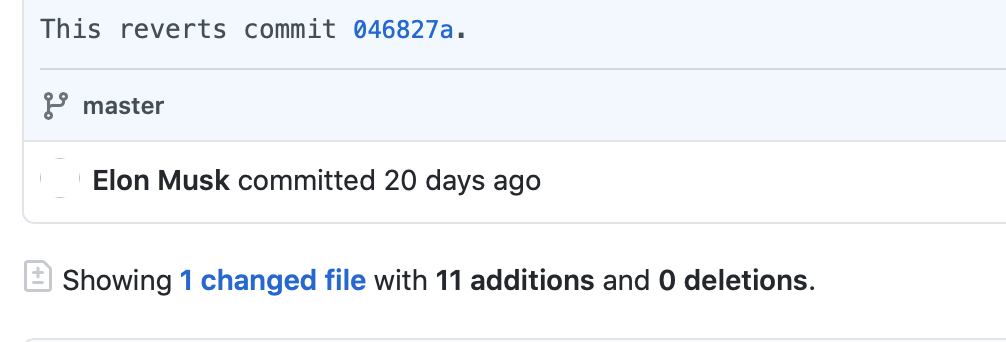 This reverts commit 046827a.
master
Elon Musk committed 20 days ago
Showing 1 changed file with 11 additions and 0 deletions.